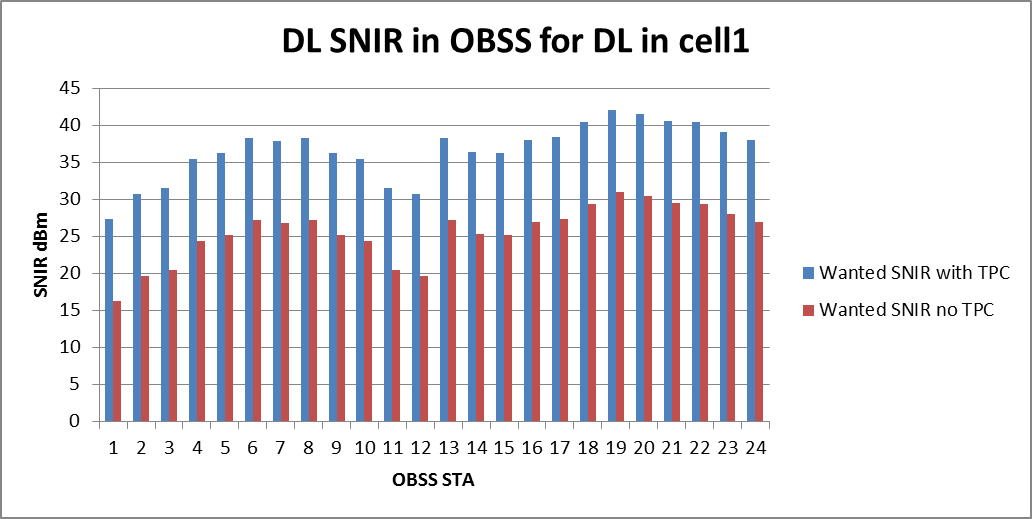 DL SNIR in OBSS for DL in cell1
45
40
35
30
25
20
15
10
5
0
SNIR dBm
1 2 3 4 5 6 7 8 9 10 11 12 13 14 15 16 17 18 19 20 21 22 23 24
OBSS STA
Wanted SNIR with TPC
Wanted SNIR no TPC